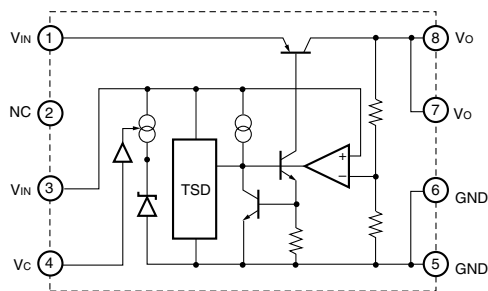 VIN 1
8 VO
NC 2
7 VO
VIN 3
TSD
+
−
6 GND
VC 4
5 GND